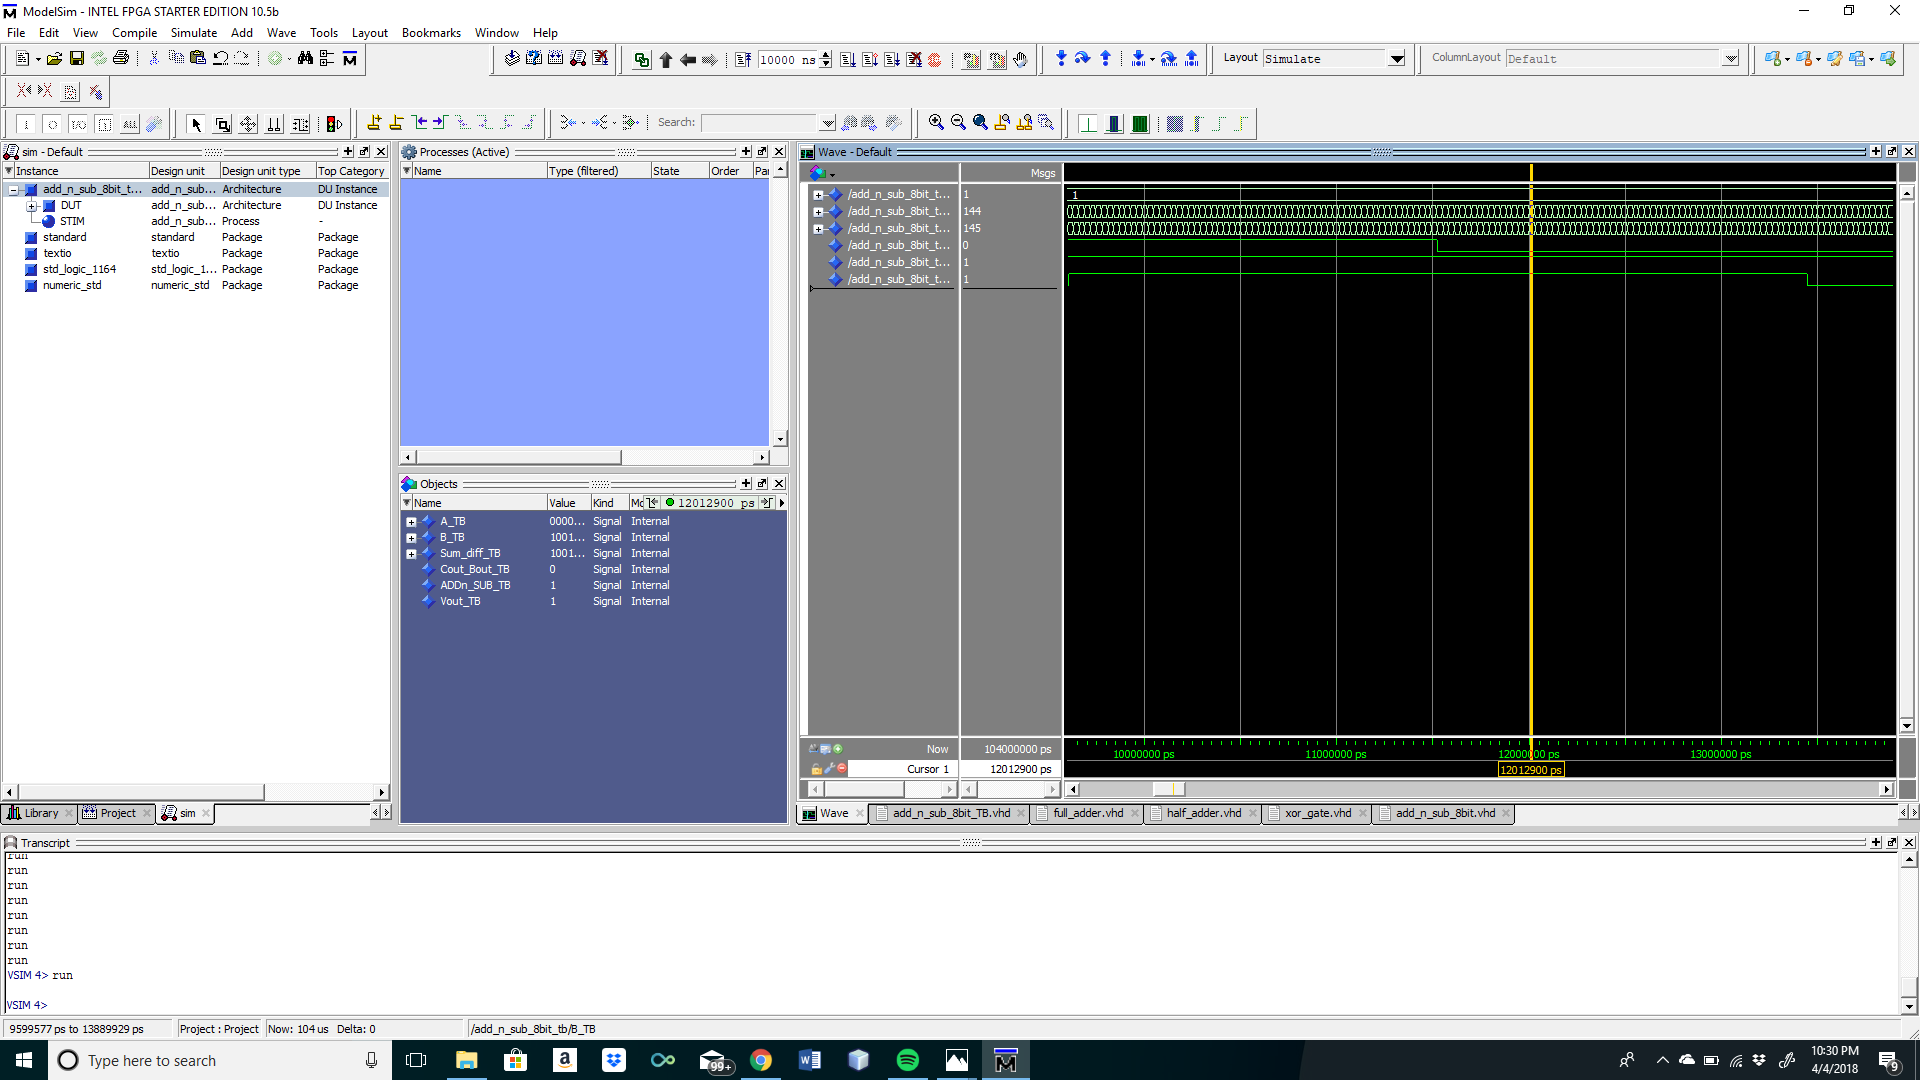 ModelSim - INTEL FPGA STARTER EDITION 10.5b
File Edit View Compile Simulate Add Wave Tools Layout Bookmarks Window Help
10000 ns
Layout Simulate
ColumnLayout Default
Search:
sim - Default
Instance Design unit Design unit type Top Category
add_n_sub_8bit_t... add_n_sub... Architecture DU Instance
DUT add_n_sub... Architecture DU Instance
STIM add_n_sub... Process -
standard standard Package Package
textio textio Package Package
std_logic_1164 std_logic_1... Package Package
numeric_std numeric_std Package Package
Library Project sim
Processes (Active)
Name Type (filtered) State Order Par
Objects
Name Value Kind Mo 12012900 ps
A_TB 0000... Signal Internal
B_TB 1001... Signal Internal
Sum_diff_TB 1001... Signal Internal
Cout_Bout_TB 0 Signal Internal
ADDn_SUB_TB 1 Signal Internal
Vout_TB 1 Signal Internal
Wave - Default
Msgs
/add_n_sub_8bit_t... 1 1
/add_n_sub_8bit_t... 144
/add_n_sub_8bit_t... 145
/add_n_sub_8bit_t... 0
/add_n_sub_8bit_t... 1
/add_n_sub_8bit_t... 1
Now 104000000 ps 10000000 ps 11000000 ps 12000000 ps 13000000 ps
Cursor 1 12012900 ps 12012900 ps
Wave add_n_sub_8bit_TB.vhd full_adder.vhd half_adder.vhd xor_gate.vhd add_n_sub_8bit.vhd
Transcript
run
run
run
run
run
run
run
run
VSIM 4> run
VSIM 4>
9599577 ps to 13889929 ps Project : Project Now: 104 us Delta: 0 /add_n_sub_8bit_tb/B_TB
Type here to search
99+
10:30 PM
4/4/2018
9